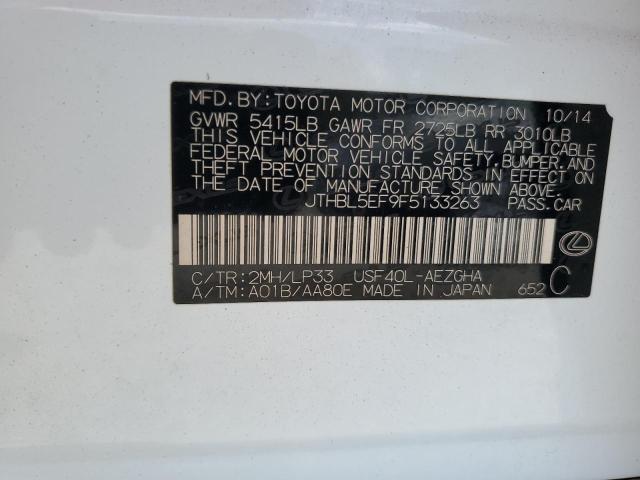 MFD. BY: TOYOTA MOTOR CORPORATION 10/14
GVWR 5415LB GAWR FR 2725LB RR 3010LB
THIS VEHICLE CONFORMS TO ALL APPLICABLE
FEDERAL MOTOR VEHICLE SAFETY, BUMPER, AND
THEFT PREVENTION STANDARDS IN EFFECT ON
THE DATE OF MANUFACTURE SHOWN ABOVE.
JTHBL5EF9F5133263 PASS.CAR
C/TR: 2MH/LP33 USF40L-AEZGHA
A/TM: A01B/AA80E MADE IN JAPAN 652 C